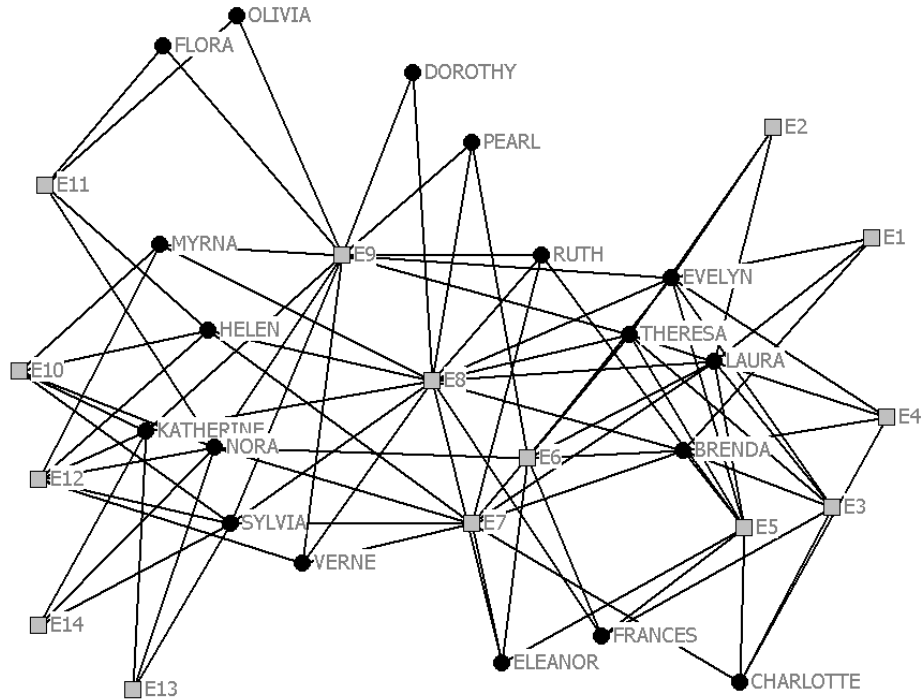 OLIVIA
FLORA
DOROTHY
E2
PEARL
E11
E1
MYRNA
E9
RUTH
EVELYN
HELEN
THERESA
LAURA
E10
E8
E4
KATHERINE
NORA
BRENDA
E6
E12
E3
SYLVIA
E7
E5
VERNE
E14
FRANCES
ELEANOR
CHARLOTTE
E13